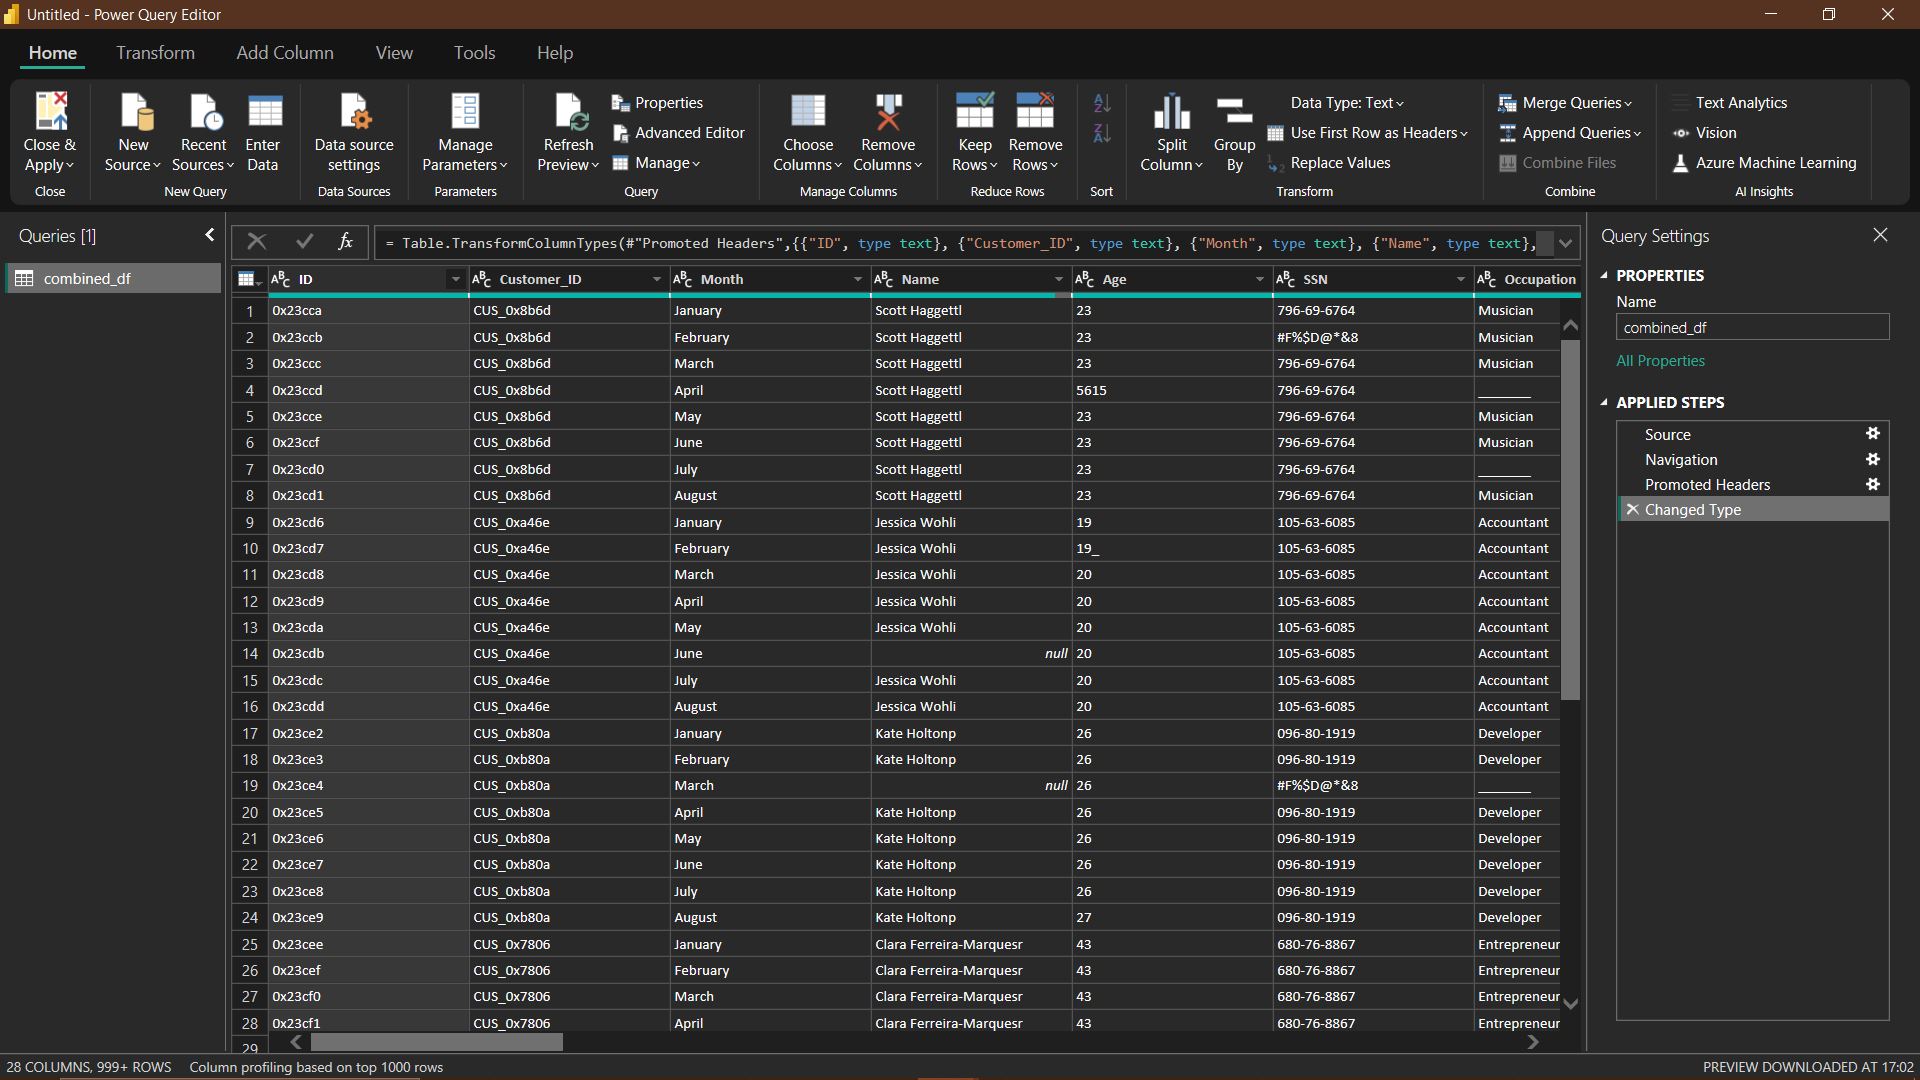 Untitled - Power Query Editor
Home Transform Add Column View Tools Help
Close & Apply
Close
New Source
Recent Sources
Enter Data
New Query
Data source settings
Data Sources
Manage Parameters
Parameters
Refresh Preview
Properties
Advanced Editor
Manage
Query
Choose Columns
Remove Columns
Manage Columns
Keep Rows
Remove Rows
Reduce Rows
Sort
Split Column
Group By
Data Type: Text
Use First Row as Headers
Replace Values
Transform
Merge Queries
Append Queries
Combine Files
Combine
Text Analytics
Vision
Azure Machine Learning
AI Insights
Queries [1]
combined_df
fx
= Table.TransformColumnTypes(#"Promoted Headers",{{"ID", type text}, {"Customer_ID", type text}, {"Month", type text}, {"Name", type text},
ABC ID ABC Customer_ID ABC Month ABC Name ABC Age ABC SSN ABC Occupation
1 0x23cca CUS_0x8b6d January Scott Haggettl 23 796-69-6764 Musician
2 0x23ccb CUS_0x8b6d February Scott Haggettl 23 #F%$D@*&8 Musician
3 0x23ccc CUS_0x8b6d March Scott Haggettl 23 796-69-6764 Musician
4 0x23ccd CUS_0x8b6d April Scott Haggettl 5615 796-69-6764 _______
5 0x23cce CUS_0x8b6d May Scott Haggettl 23 796-69-6764 Musician
6 0x23ccf CUS_0x8b6d June Scott Haggettl 23 796-69-6764 Musician
7 0x23cd0 CUS_0x8b6d July Scott Haggettl 23 796-69-6764 _______
8 0x23cd1 CUS_0x8b6d August Scott Haggettl 23 796-69-6764 Musician
9 0x23cd6 CUS_0xa46e January Jessica Wohli 19 105-63-6085 Accountant
10 0x23cd7 CUS_0xa46e February Jessica Wohli 19_ 105-63-6085 Accountant
11 0x23cd8 CUS_0xa46e March Jessica Wohli 20 105-63-6085 Accountant
12 0x23cd9 CUS_0xa46e April Jessica Wohli 20 105-63-6085 Accountant
13 0x23cda CUS_0xa46e May Jessica Wohli 20 105-63-6085 Accountant
14 0x23cdb CUS_0xa46e June null 20 105-63-6085 Accountant
15 0x23cdc CUS_0xa46e July Jessica Wohli 20 105-63-6085 Accountant
16 0x23cdd CUS_0xa46e August Jessica Wohli 20 105-63-6085 Accountant
17 0x23ce2 CUS_0xb80a January Kate Holtonp 26 096-80-1919 Developer
18 0x23ce3 CUS_0xb80a February Kate Holtonp 26 096-80-1919 Developer
19 0x23ce4 CUS_0xb80a March null 26 #F%$D@*&8 _______
20 0x23ce5 CUS_0xb80a April Kate Holtonp 26 096-80-1919 Developer
21 0x23ce6 CUS_0xb80a May Kate Holtonp 26 096-80-1919 Developer
22 0x23ce7 CUS_0xb80a June Kate Holtonp 26 096-80-1919 Developer
23 0x23ce8 CUS_0xb80a July Kate Holtonp 26 096-80-1919 Developer
24 0x23ce9 CUS_0xb80a August Kate Holtonp 27 096-80-1919 Developer
25 0x23cee CUS_0x7806 January Clara Ferreira-Marquesr 43 680-76-8867 Entrepreneur
26 0x23cef CUS_0x7806 February Clara Ferreira-Marquesr 43 680-76-8867 Entrepreneur
27 0x23cf0 CUS_0x7806 March Clara Ferreira-Marquesr 43 680-76-8867 Entrepreneur
28 0x23cf1 CUS_0x7806 April Clara Ferreira-Marquesr 43 680-76-8867 Entrepreneur
29
Query Settings
PROPERTIES
Name
combined_df
All Properties
APPLIED STEPS
Source
Navigation
Promoted Headers
Changed Type
28 COLUMNS, 999+ ROWS Column profiling based on top 1000 rows
PREVIEW DOWNLOADED AT 17:02